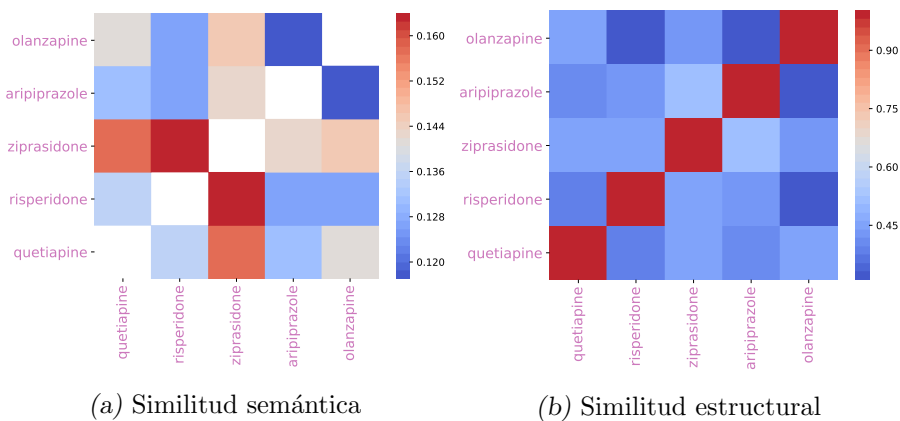 olanzapine
aripiprazole
ziprasidone
risperidone
quetiapine
quetiapine
risperidone
ziprasidone
aripiprazole
olanzapine
0.160
0.152
0.144
0.136
0.128
0.120
(a) Similitud semántica
olanzapine
aripiprazole
ziprasidone
risperidone
quetiapine
quetiapine
risperidone
ziprasidone
aripiprazole
olanzapine
0.90
0.75
0.60
0.45
(b) Similitud estructural